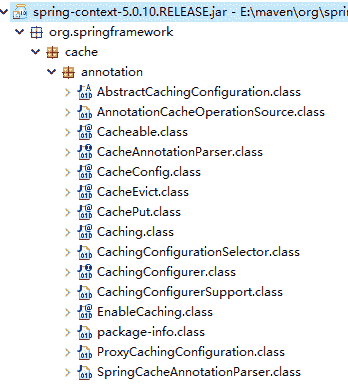 spring-context-5.0.10.RELEASE.jar - E:\maven\org\sprin
org.springframework
cache
annotation
AbstractCachingConfiguration.class
AnnotationCacheOperationSource.class
Cacheable.class
CacheAnnotationParser.class
CacheConfig.class
CacheEvict.class
CachePut.class
Caching.class
CachingConfigurationSelector.class
CachingConfigurer.class
CachingConfigurerSupport.class
EnableCaching.class
package-info.class
ProxyCachingConfiguration.class
SpringCacheAnnotationParser.class